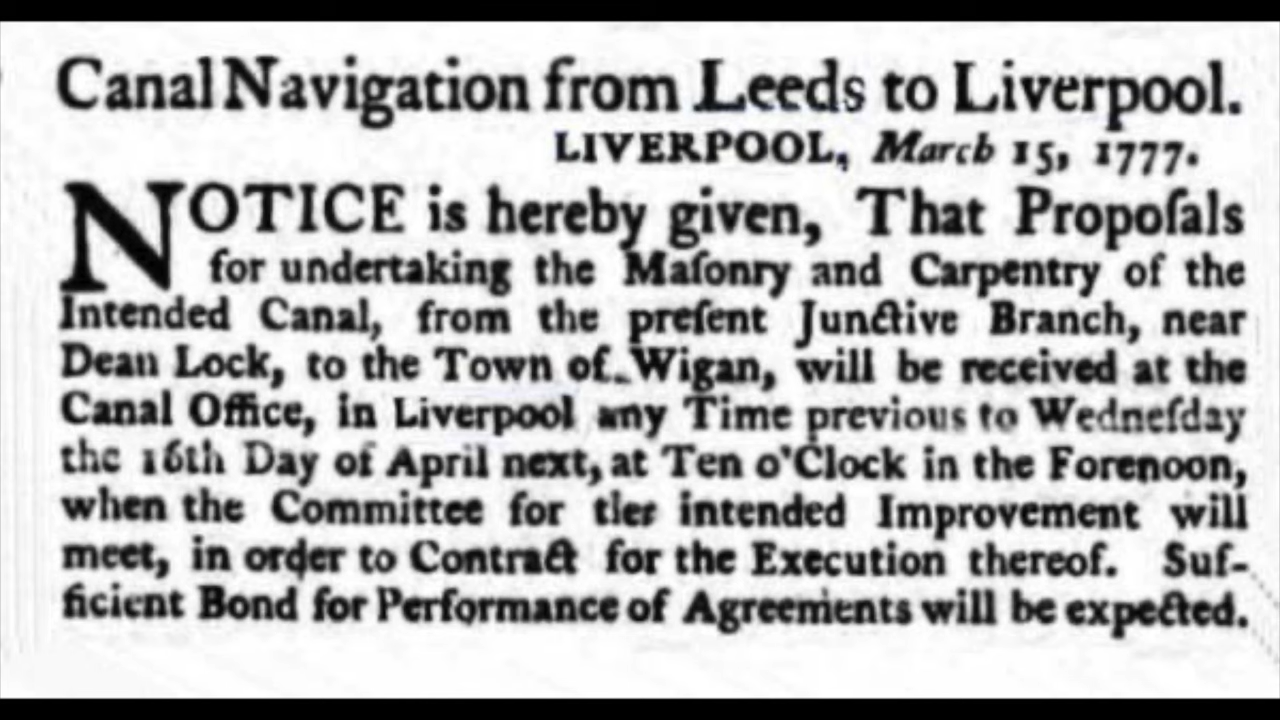 Canal Navigation from Leeds to Liverpool.
LIVERPOOL, March 15, 1777.
NOTICE is hereby given, That Propoſals
for undertaking the Maſonry and Carpentry of the
Intended Canal, from the preſent Junctive Branch, near
Dean Lock, to the Town of Wigan, will be received at the
Canal Office, in Liverpool any Time previous to Wedneſday
the 16th Day of April next, at Ten o'Clock in the Forenoon,
when the Committee for intended Improvement will
meet, in order to Contract for the Execution thereof. Suf-
ficient Bond for Performance of Agreements will be expected.